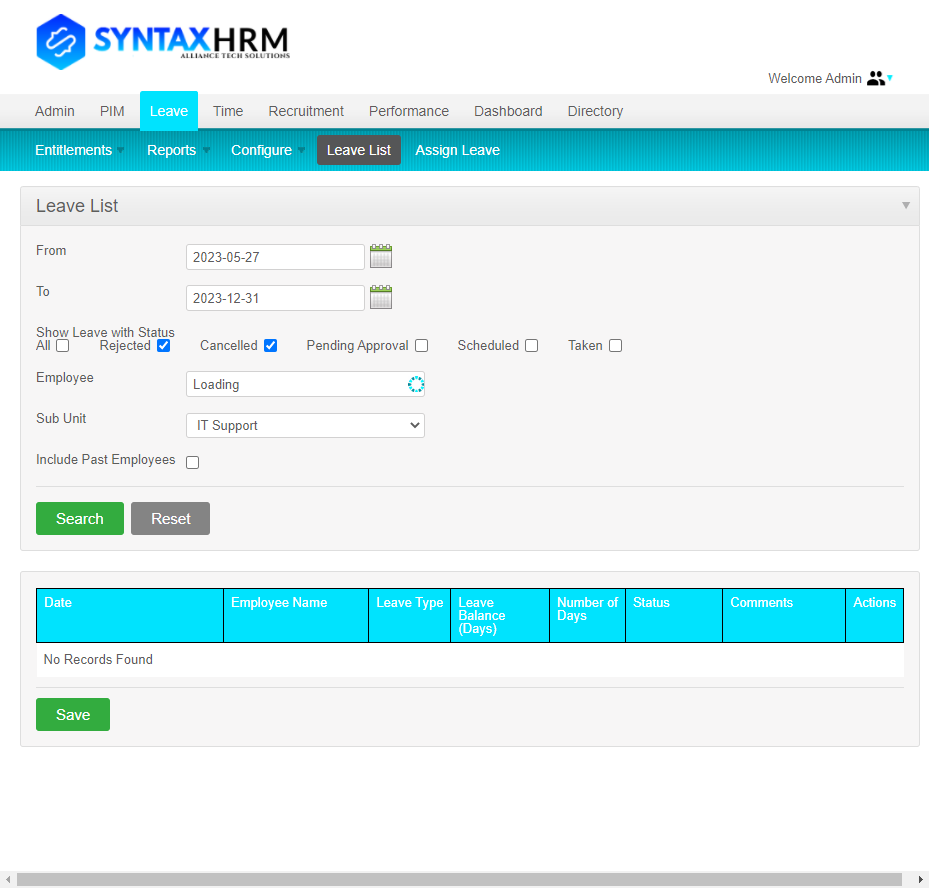 SYNTAXHRM
ALLIANCE TECH SOLUTIONS
Welcome Admin
Admin PIM Leave Time Recruitment Performance Dashboard Directory
Entitlements Reports Configure Leave List Assign Leave
Leave List
From 2023-05-27
To 2023-12-31
Show Leave with Status
All Rejected Cancelled Pending Approval Scheduled Taken
Employee Loading
Sub Unit IT Support
Include Past Employees
Search Reset
Date Employee Name Leave Type Leave Balance (Days) Number of Days Status Comments Actions
No Records Found
Save